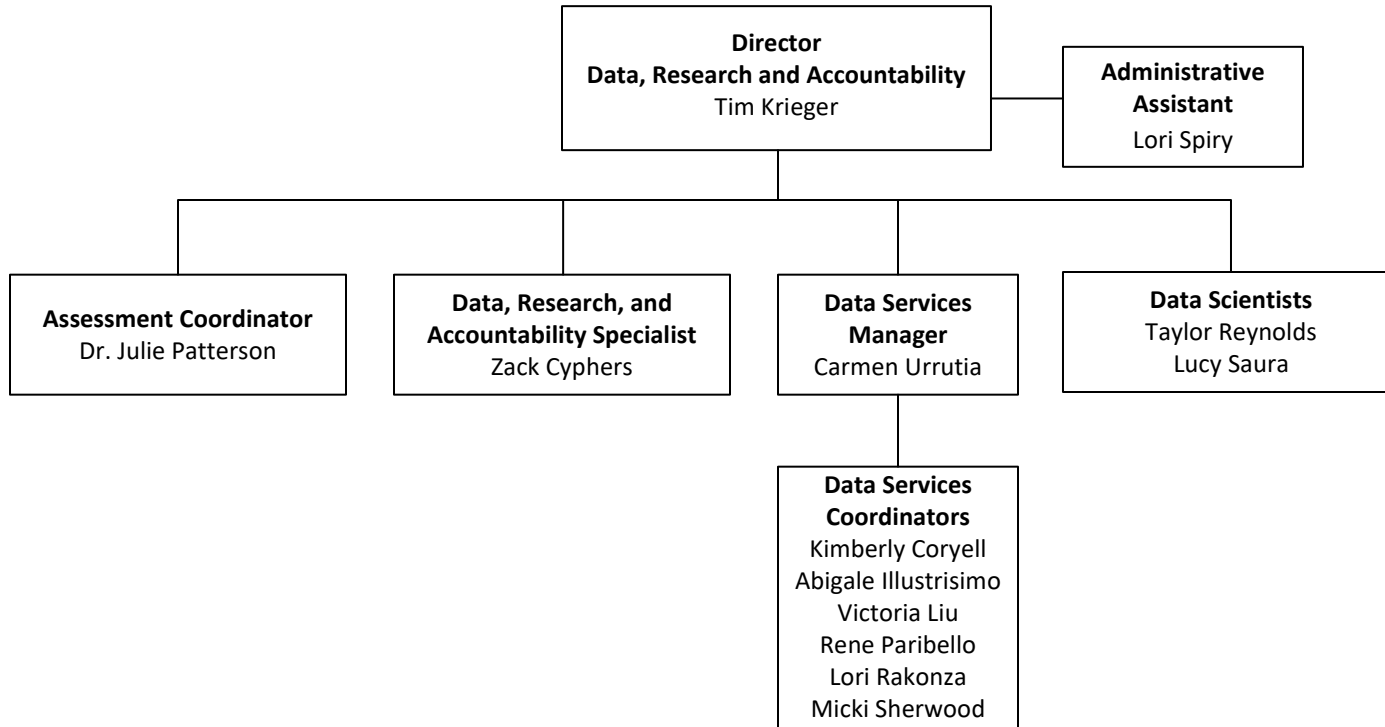 Director
Data, Research and Accountability
Tim Krieger
Administrative
Assistant
Lori Spiry
Assessment Coordinator
Dr. Julie Patterson
Data, Research, and
Accountability Specialist
Zack Cyphers
Data Services
Manager
Carmen Urrutia
Data Scientists
Taylor Reynolds
Lucy Saura
Data Services
Coordinators
Kimberly Coryell
Abigale Illustrisimo
Victoria Liu
Rene Paribello
Lori Rakonza
Micki Sherwood